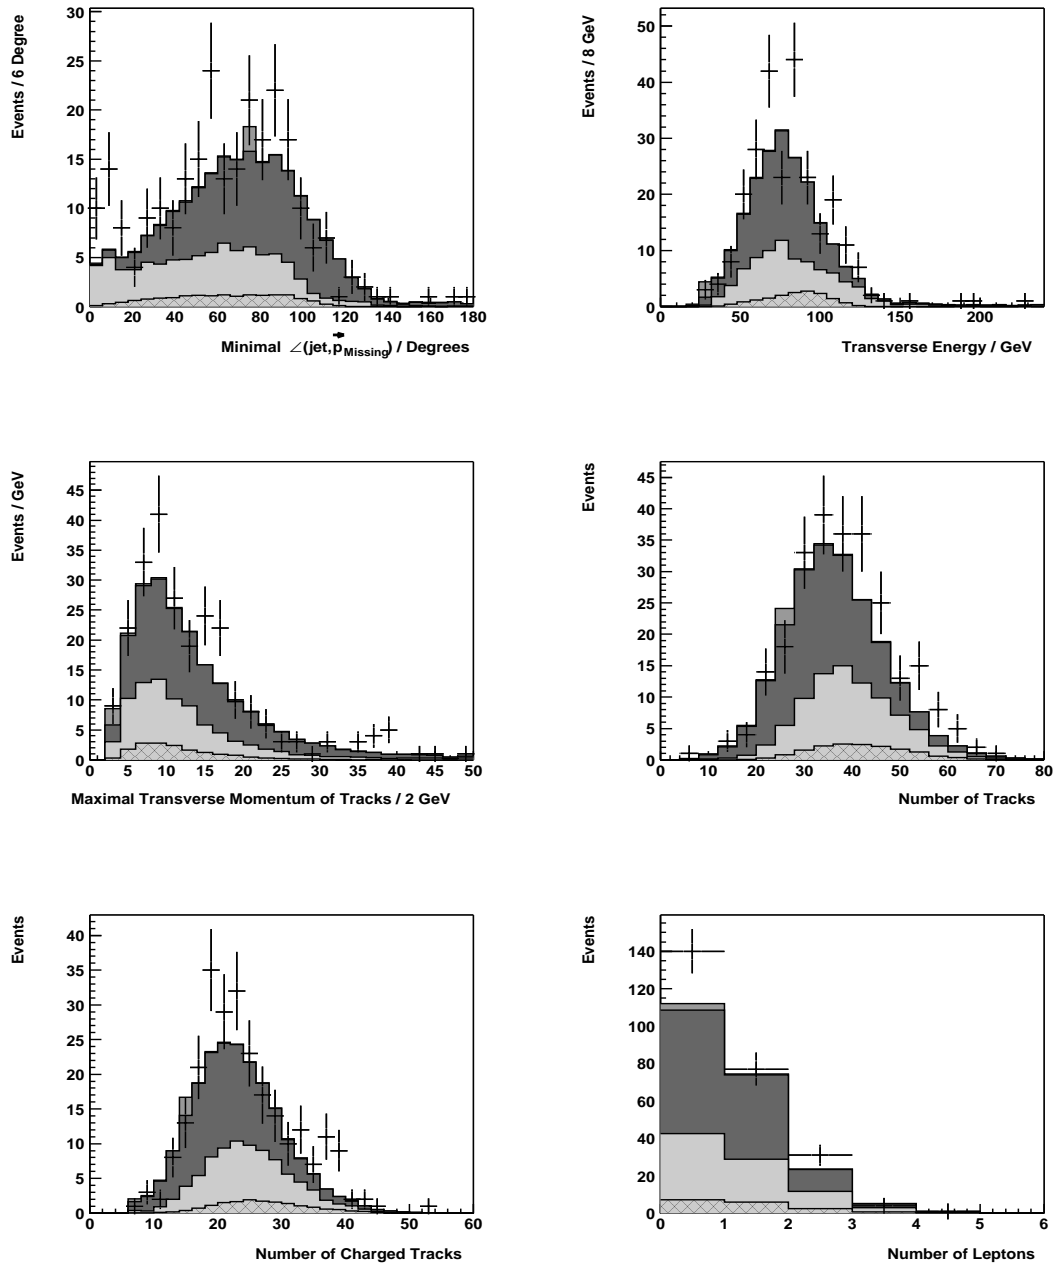 Events / 6 Degree
30
25
20
15
10
5
0
0 20 40 60 80 100 120 140 160 180
Minimal ∠(jet,p⃗Missing) / Degrees
Events / 8 GeV
50
40
30
20
10
0
50 100 150 200
Transverse Energy / GeV
Events / GeV
45
40
35
30
25
20
15
10
5
0
0 5 10 15 20 25 30 35 40 45 50
Maximal Transverse Momentum of Tracks / 2 GeV
Events
45
40
35
30
25
20
15
10
5
0
0 10 20 30 40 50 60 70 80
Number of Tracks
Events
40
35
30
25
20
15
10
5
0
0 10 20 30 40 50 60
Number of Charged Tracks
Events
140
120
100
80
60
40
20
0
0 1 2 3 4 5 6
Number of Leptons